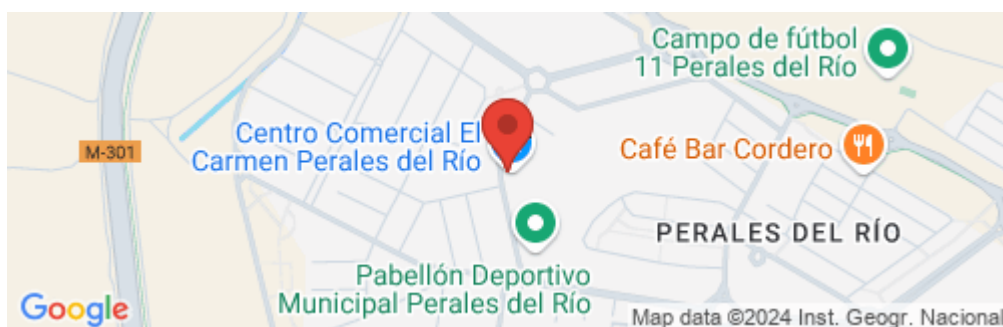 Campo de fútbol
11 Perales del Río
Centro Comercial El
Carmen Perales del Río
M-301
Café Bar Cordero
PERALES DEL RÍO
Pabellón Deportivo
Municipal Perales del Río
Google
Map data ©2024 Inst. Geogr. Nacional